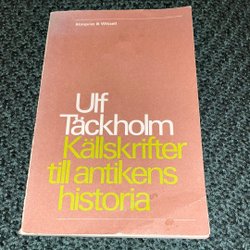 Almqvist & Wiksell
Ulf
Täckholm
Källskrifter
till antikens
historia